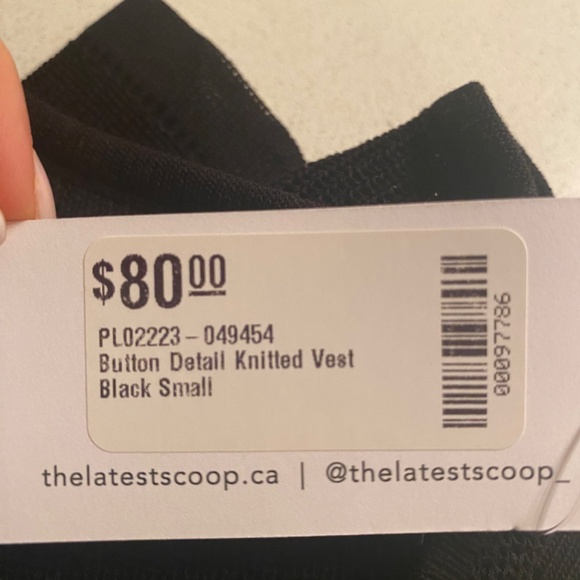 $80.00
PL02223-049454
Button Detail Knitted Vest
Black Small
00097786
thelatestscoop.ca | @thelatestscoop_